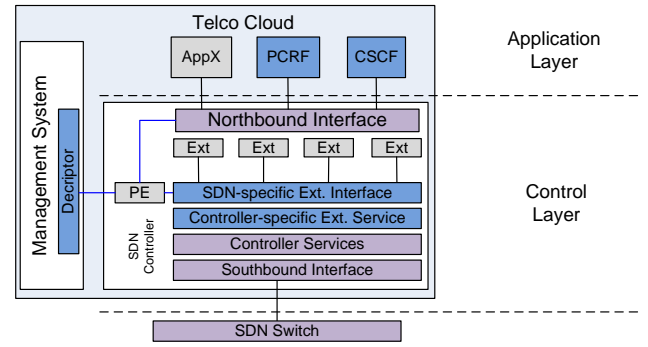 Telco Cloud
AppX
PCRF
CSCF
Application
Layer
Management System
Decriptor
Northbound Interface
Ext
Ext
Ext
Ext
PE
SDN-specific Ext. Interface
Controller-specific Ext. Service
Controller Services
Southbound Interface
SDN
Controller
Control
Layer
SDN Switch